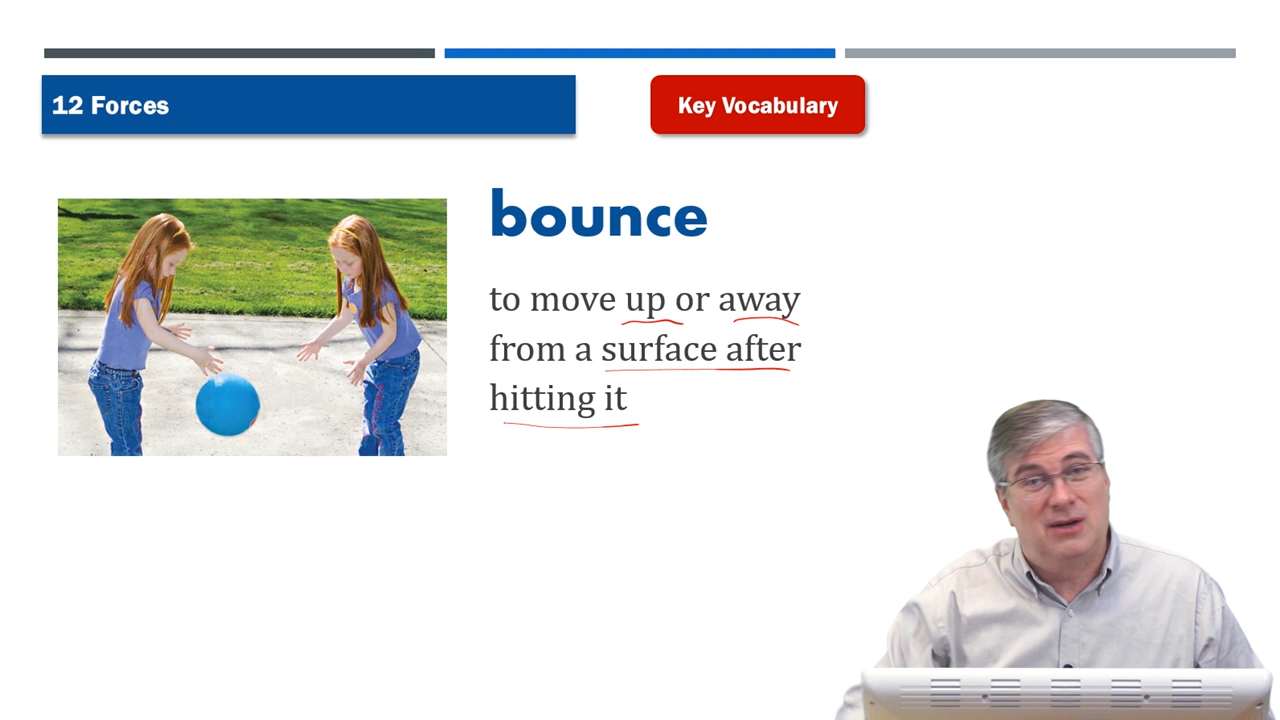 12 Forces
Key Vocabulary
bounce
to move up or away
from a surface after
hitting it